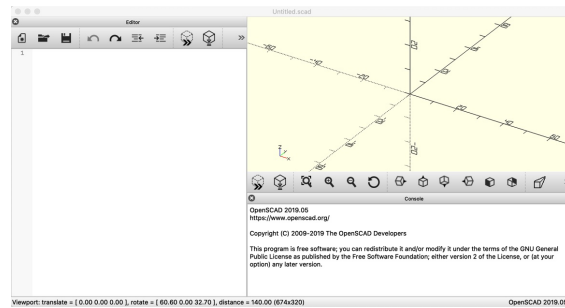 Untitled.scad
Editor
1
Console
OpenSCAD 2019.05
https://www.openscad.org/
Copyright (C) 2009-2019 The OpenSCAD Developers
This program is free software; you can redistribute it and/or modify it under the terms of the GNU General
Public License as published by the Free Software Foundation; either version 2 of the License, or (at your
option) any later version.
Viewport: translate = [ 0.00 0.00 0.00 ], rotate = [ 60.60 0.00 32.70 ], distance = 140.00 (674x320)
OpenSCAD 2019.05